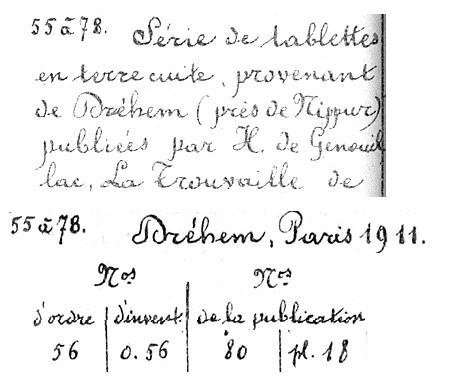 55 à 78. Série de tablettes
en terre cuite, provenant
de Dréhem (près de Nippur)
publiées par H. de Genouil
lac, La Trouvaille de
55 à 78. Dréhem, Paris 1911.
Nos Nos
d'ordre d'invent. de la publication
56 0.56 80 pl. 18